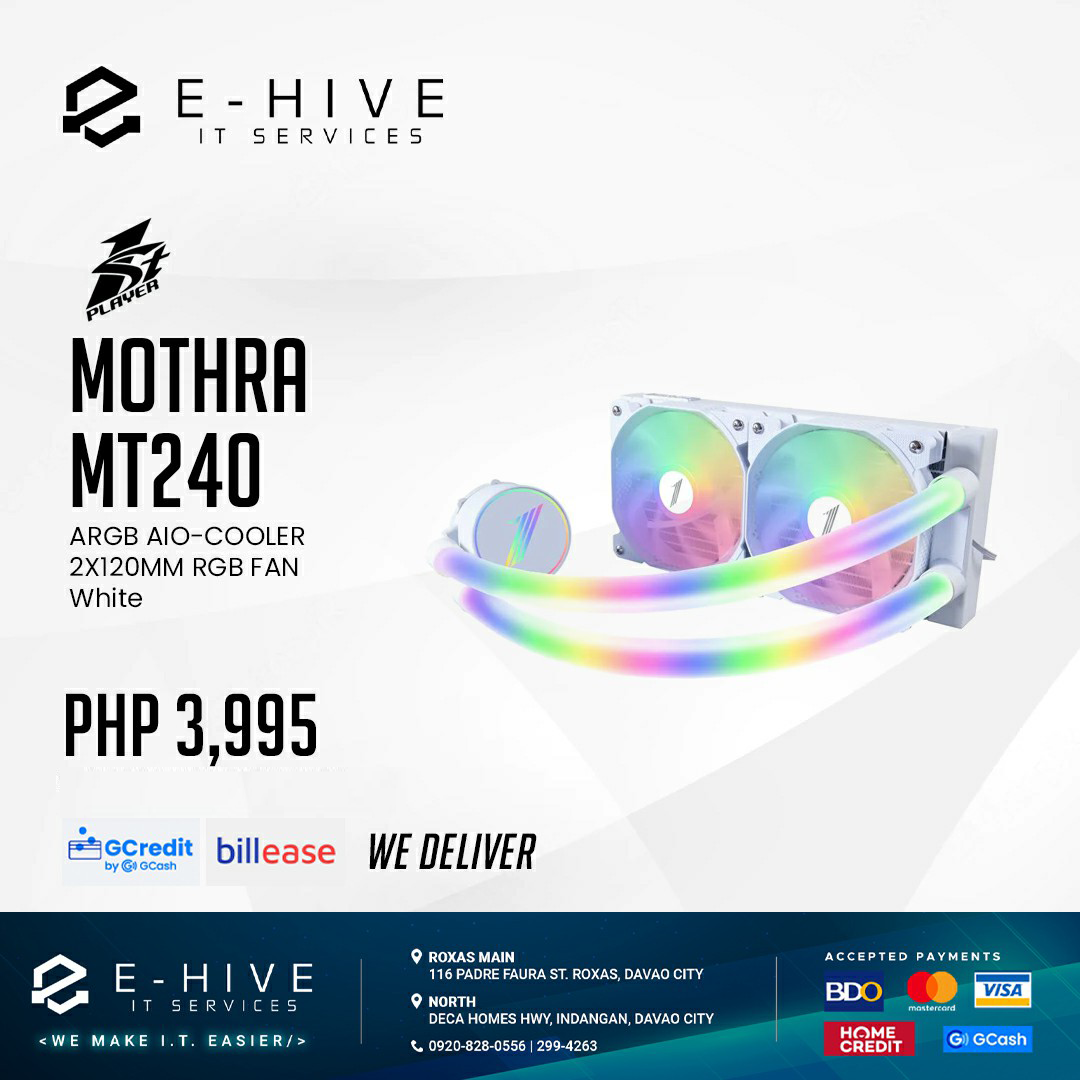 E-HIVE
IT SERVICES
1St
PLAYER
MOTHRA
MT240
ARGB AIO-COOLER
2X120MM RGB FAN
White
PHP 3,995
GCredit
by GCash
billease
WE DELIVER
E-HIVE
IT SERVICES
<WE MAKE I.T. EASIER/>
ROXAS MAIN
116 PADRE FAURA ST. ROXAS, DAVAO CITY
NORTH
DECA HOMES HWY, INDANGAN, DAVAO CITY
0920-828-0556 | 299-4263
ACCEPTED PAYMENTS
BDO
mastercard
VISA
HOME
CREDIT
GCash